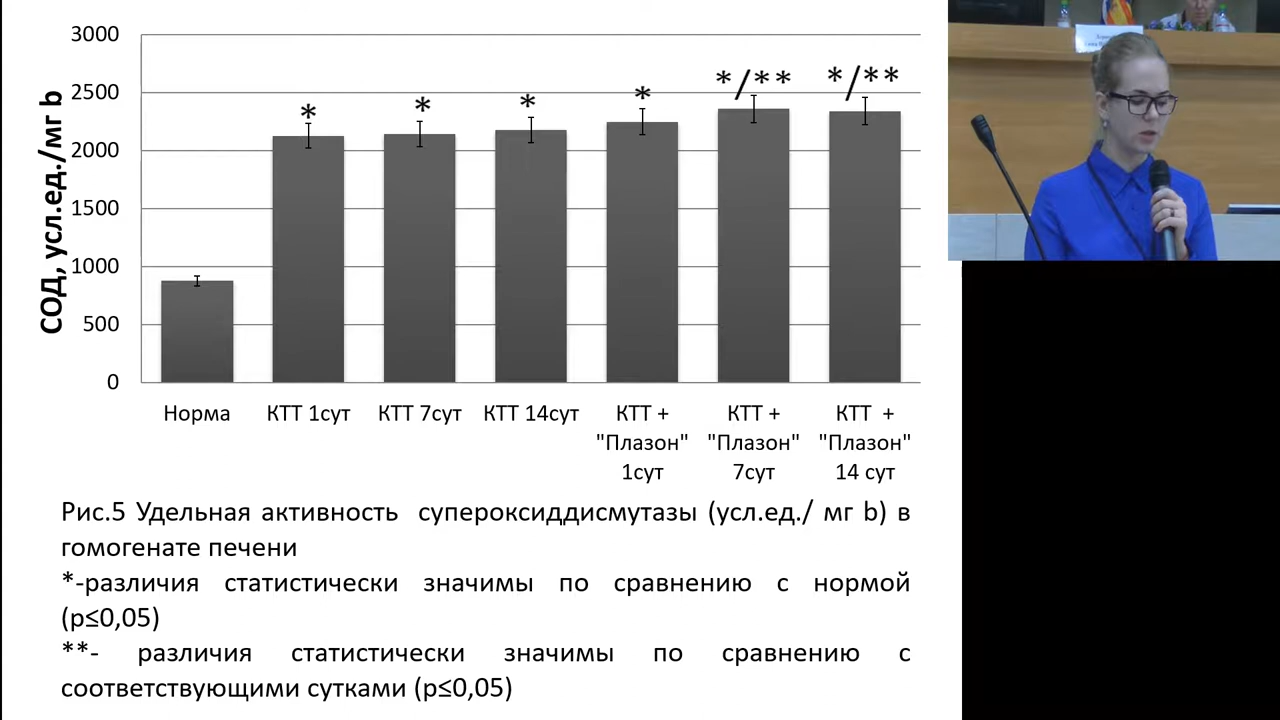 3000
2500
2000
1500
1000
500
0
СОД, усл.ед./мг b
*
*
*
*
*/**
*/**
Норма
КТТ 1сут
КТТ 7сут
КТТ 14сут
КТТ +
"Плазон"
1сут
КТТ +
"Плазон"
7сут
КТТ +
"Плазон"
14 сут
Рис.5 Удельная активность супероксиддисмутазы (усл.ед./ мг b) в
гомогенате печени
*-различия статистически значимы по сравнению с нормой
(p≤0,05)
**- различия статистически значимы по сравнению с
соответствующими сутками (p≤0,05)